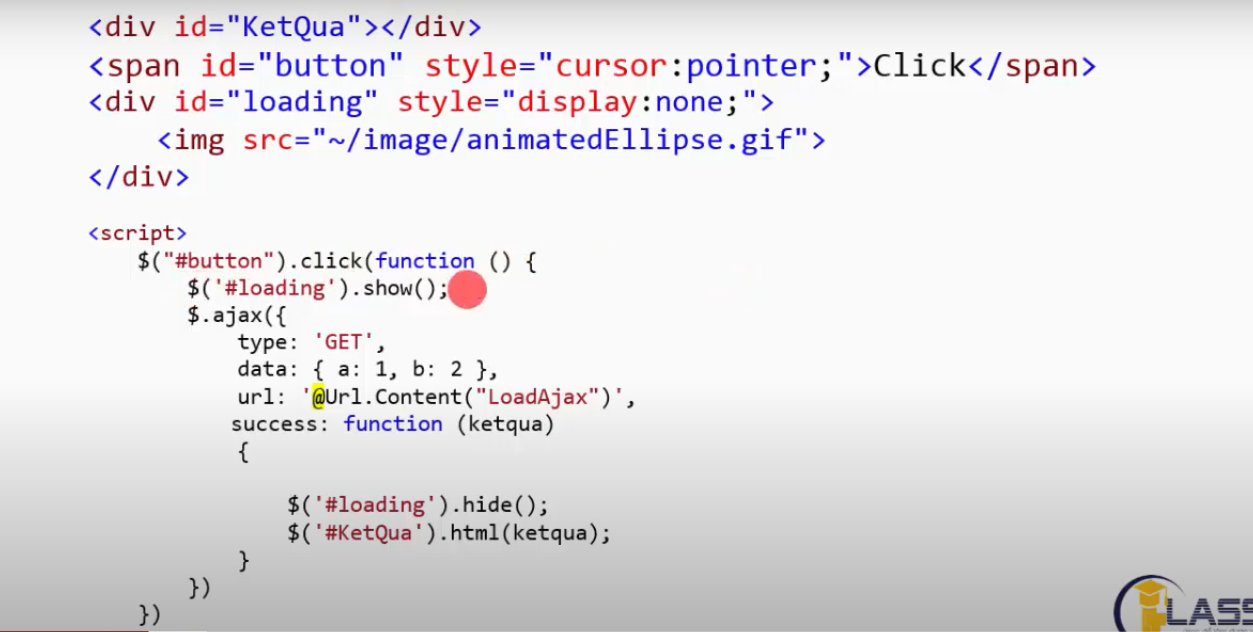 <div id="KetQua"></div>
<span id="button" style="cursor:pointer;">Click</span>
<div id="loading" style="display:none;">
    <img src="~/image/animatedEllipse.gif">
</div>
<script>
    $("#button").click(function () {
        $('#loading').show();
        $.ajax({
            type: 'GET',
            data: { a: 1, b: 2 },
            url: '@Url.Content("LoadAjax")',
            success: function (ketqua)
            {
                $('#loading').hide();
                $('#KetQua').html(ketqua);
            }
        })
    })